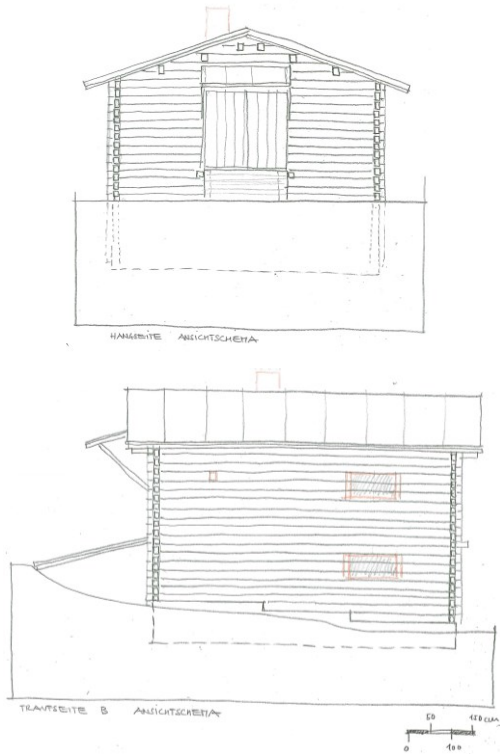 HANGSEITE ANSICHTSCHEMA
TRAUFSEITE B ANSICHTSCHEMA
50 150 CM
0 100